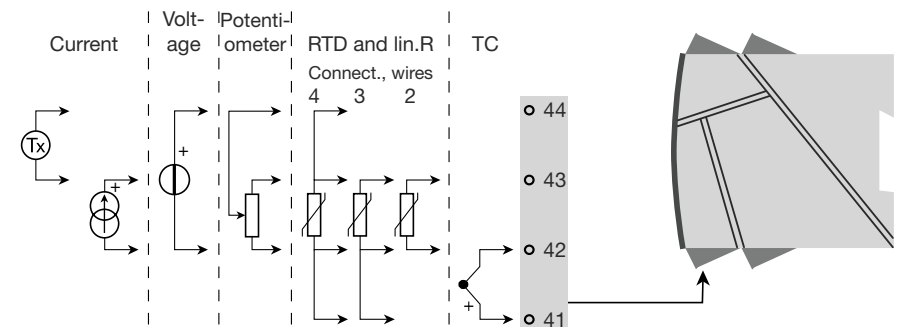 Current
Volt-
age
Potenti-
ometer
RTD and lin.R
Connect., wires
4 3 2
TC
Tx
+
+
+
44
43
42
41